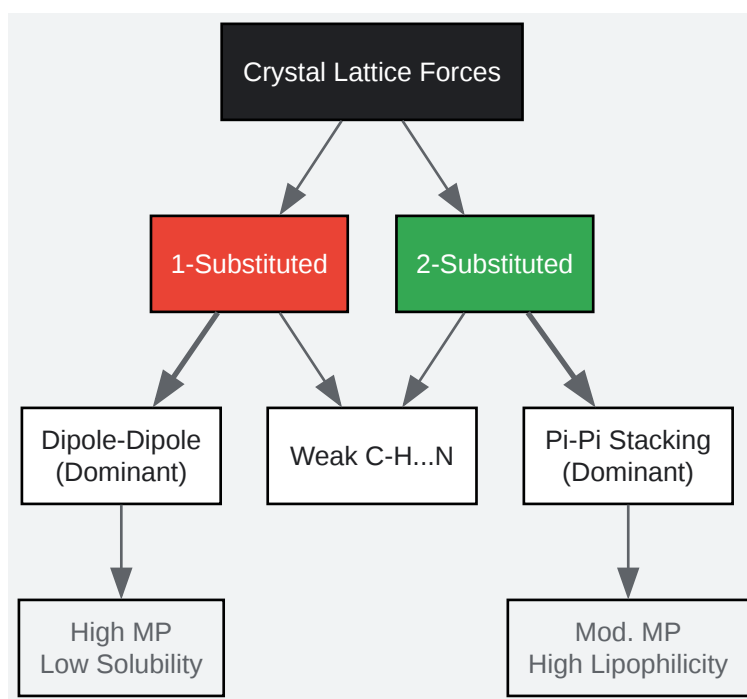 Crystal Lattice Forces
1-Substituted
2-Substituted
Dipole-Dipole
(Dominant)
Weak C-H...N
Pi-Pi Stacking
(Dominant)
High MP
Low Solubility
Mod. MP
High Lipophilicity